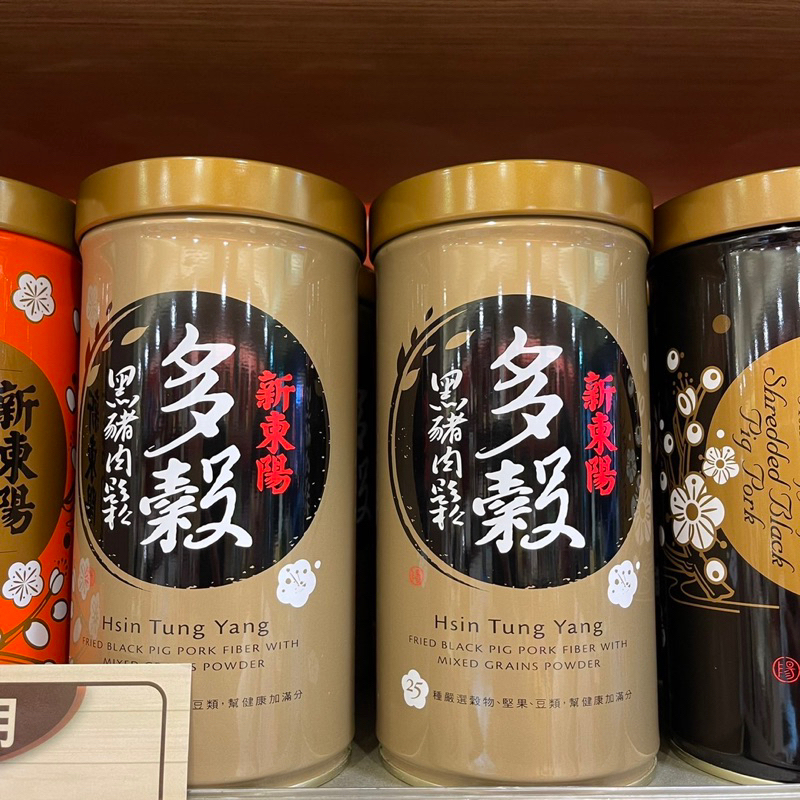 新東陽
新東陽
多穀
黑豬肉鬆
Hsin Tung Yang
FRIED BLACK PIG PORK FIBER WITH
MIXED GRAINS POWDER
豆類,幫健康加滿分
新東陽
多穀
黑豬肉鬆
Hsin Tung Yang
FRIED BLACK PIG PORK FIBER WITH
MIXED GRAINS POWDER
25 種嚴選穀物、堅果、豆類,幫健康加滿分
Shredded Black
Pig Pork
陽
月